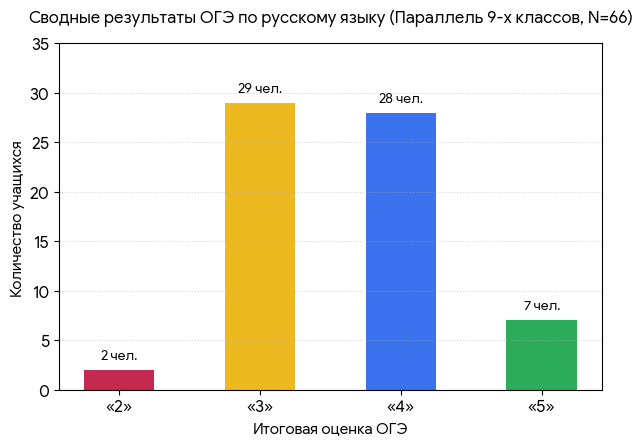 Сводные результаты ОГЭ по русскому языку (Параллель 9-х классов, N=66)
Количество учащихся
35
30
25
20
15
10
5
0
2 чел.
29 чел.
28 чел.
7 чел.
«2»
«3»
«4»
«5»
Итоговая оценка ОГЭ